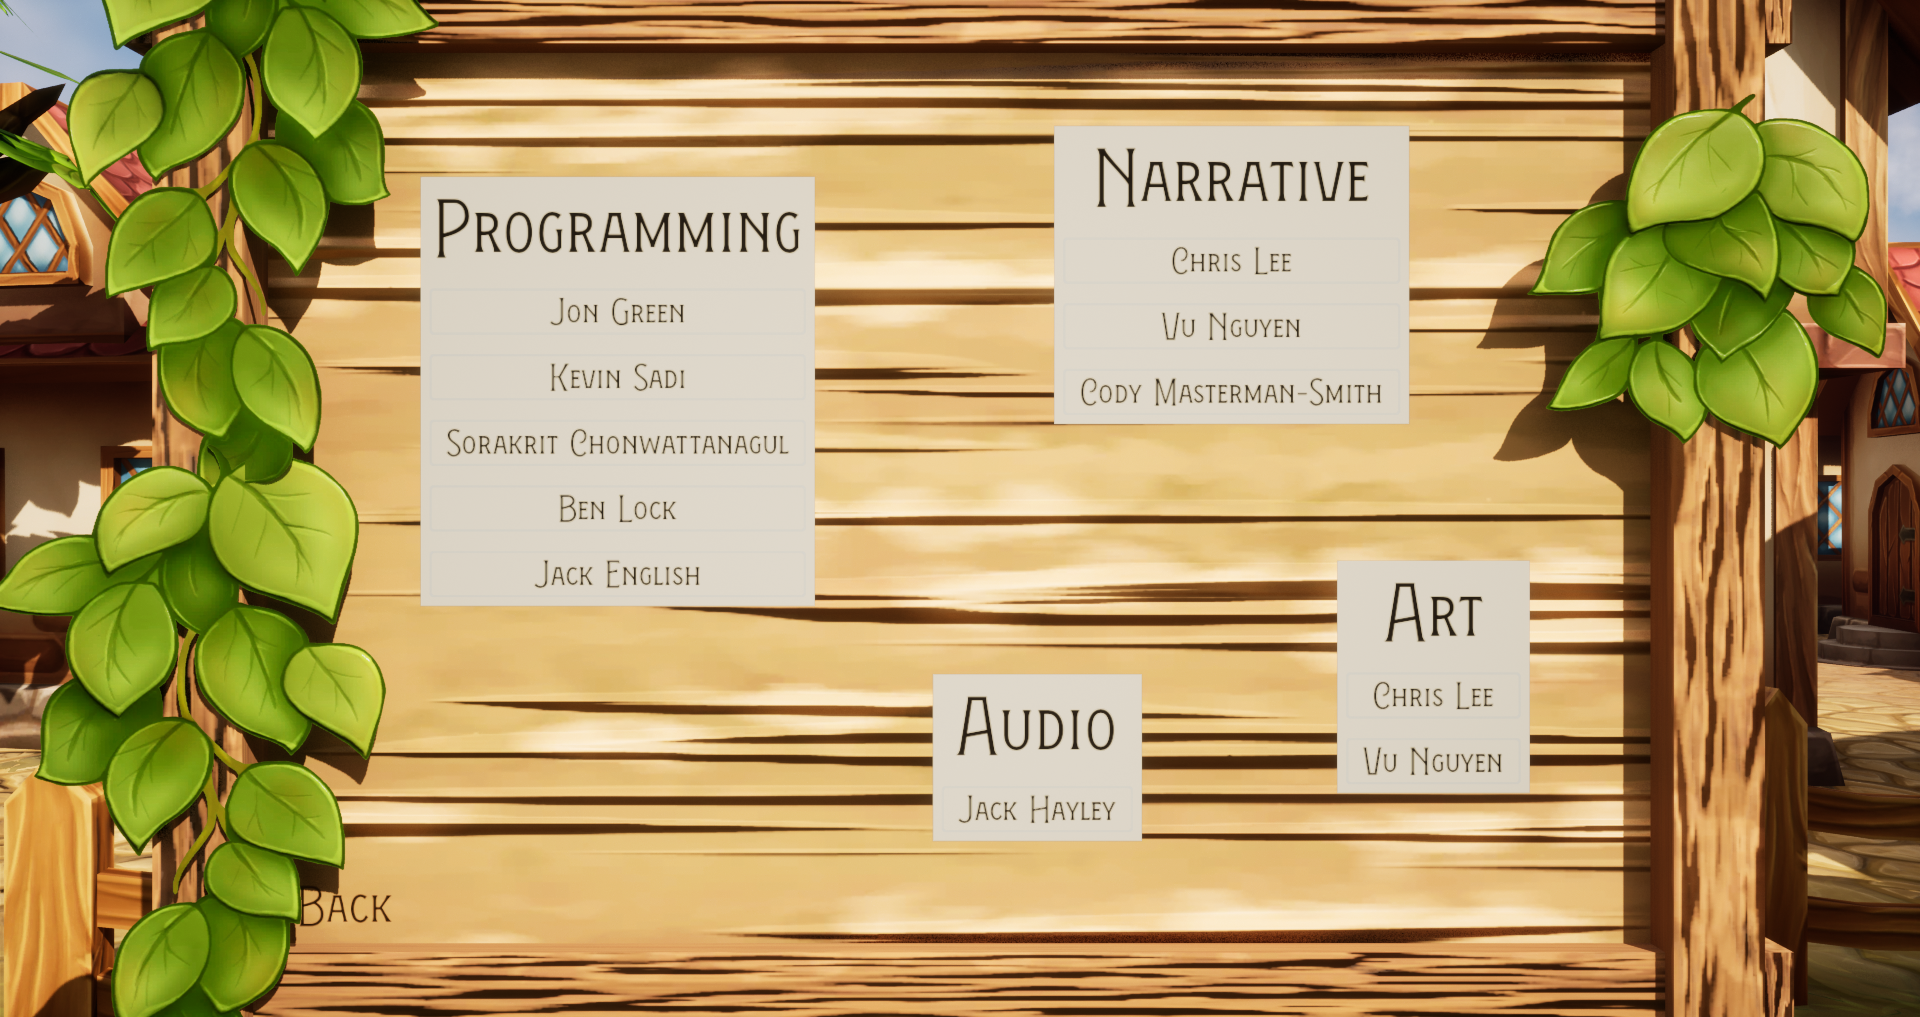 Programming
Jon Green
Kevin Sadi
Sorakrit Chonwattanagul
Ben Lock
Jack English
Narrative
Chris Lee
Vu Nguyen
Cody Masterman-Smith
Art
Chris Lee
Vu Nguyen
Audio
Jack Hayley
Back